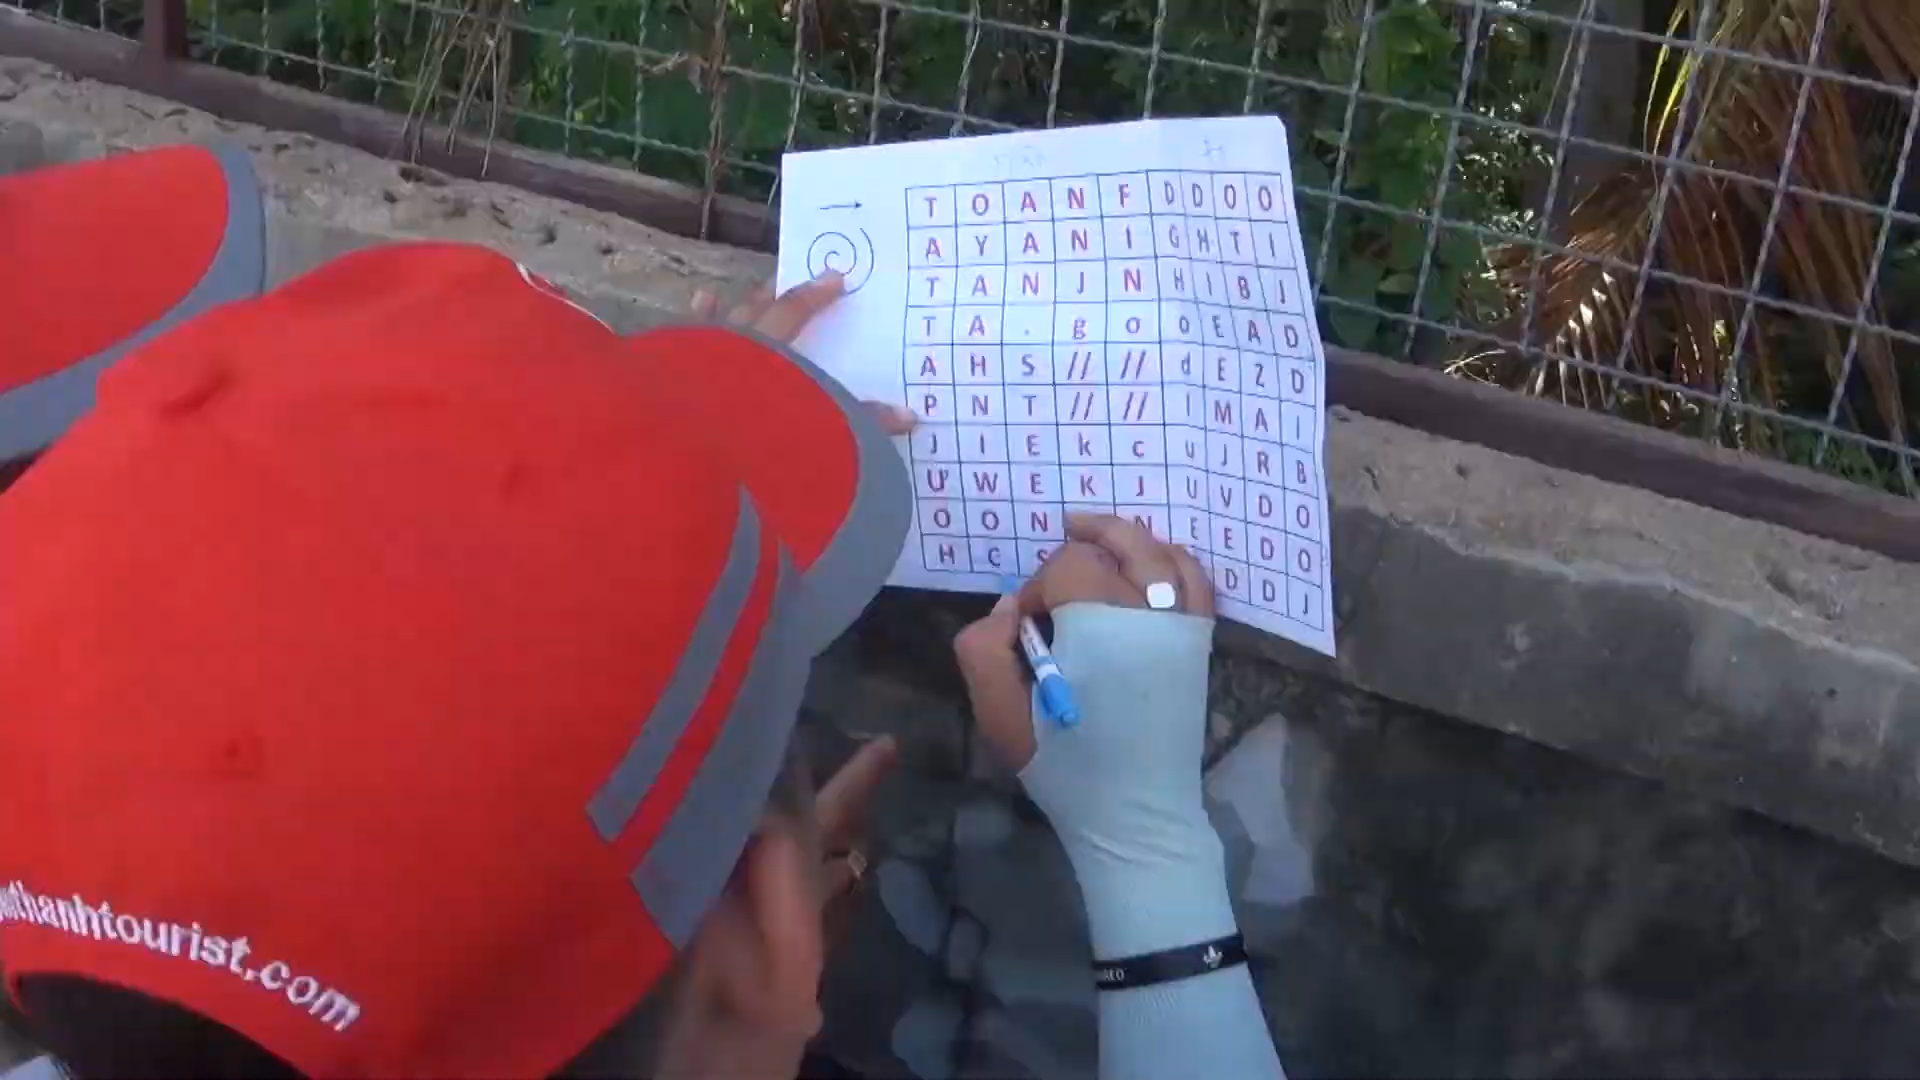 T O A N F D D O O
A Y A N I G H T I
T A N J N H I B J
T A . g o o E A D
A H S // // d E Z D
P N T // // I M A I
J I E k c u J R B
Ư W E K J U V D O
O O N N E E D O
H C S D D J
thanhtourist.com